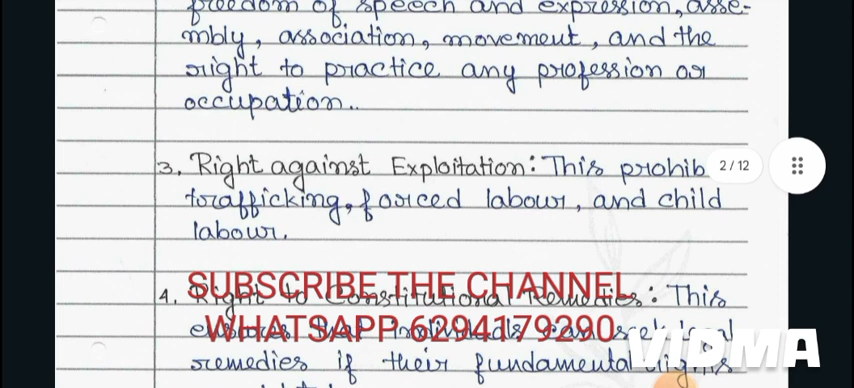 freedom of speech and expression, asse-
mbly, association, movement, and the
right to practice any profession or
occupation..
3. Right against Exploitation: This prohib
2/12
trafficking, forced labour, and child
labour.
SUBSCRIBE THE CHANNEL
4. Right to Constitutional Remedies: This
WHATSAPP 6294179290
VIDMA
remedies if their fundamental rights